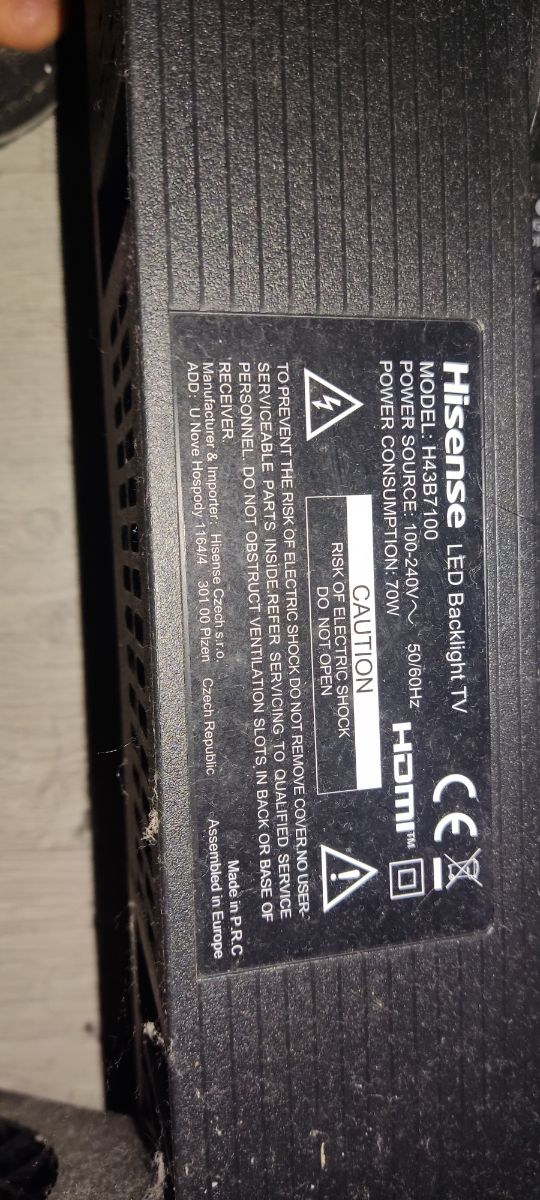 Hisense LED Backlight TV
MODEL: H43B7100
POWER SOURCE: 100-240V～ 50/60Hz
POWER CONSUMPTION: 70W
HDMI™
CE
CAUTION
RISK OF ELECTRIC SHOCK
DO NOT OPEN
TO PREVENT THE RISK OF ELECTRIC SHOCK DO NOT REMOVE COVER,NO USER-
SERVICEABLE PARTS INSIDE,REFER SERVICING TO QUALIFIED SERVICE
PERSONNEL. DO NOT OBSTRUCT VENTILATION SLOTS IN BACK OR BASE OF
RECEIVER.
Manufacturer & Importer: Hisense Czech s.r.o,
ADD: U Nove Hospody 1164/4 301 00 Plzen Czech Republic
Made in P.R.C
Assembled in Europe